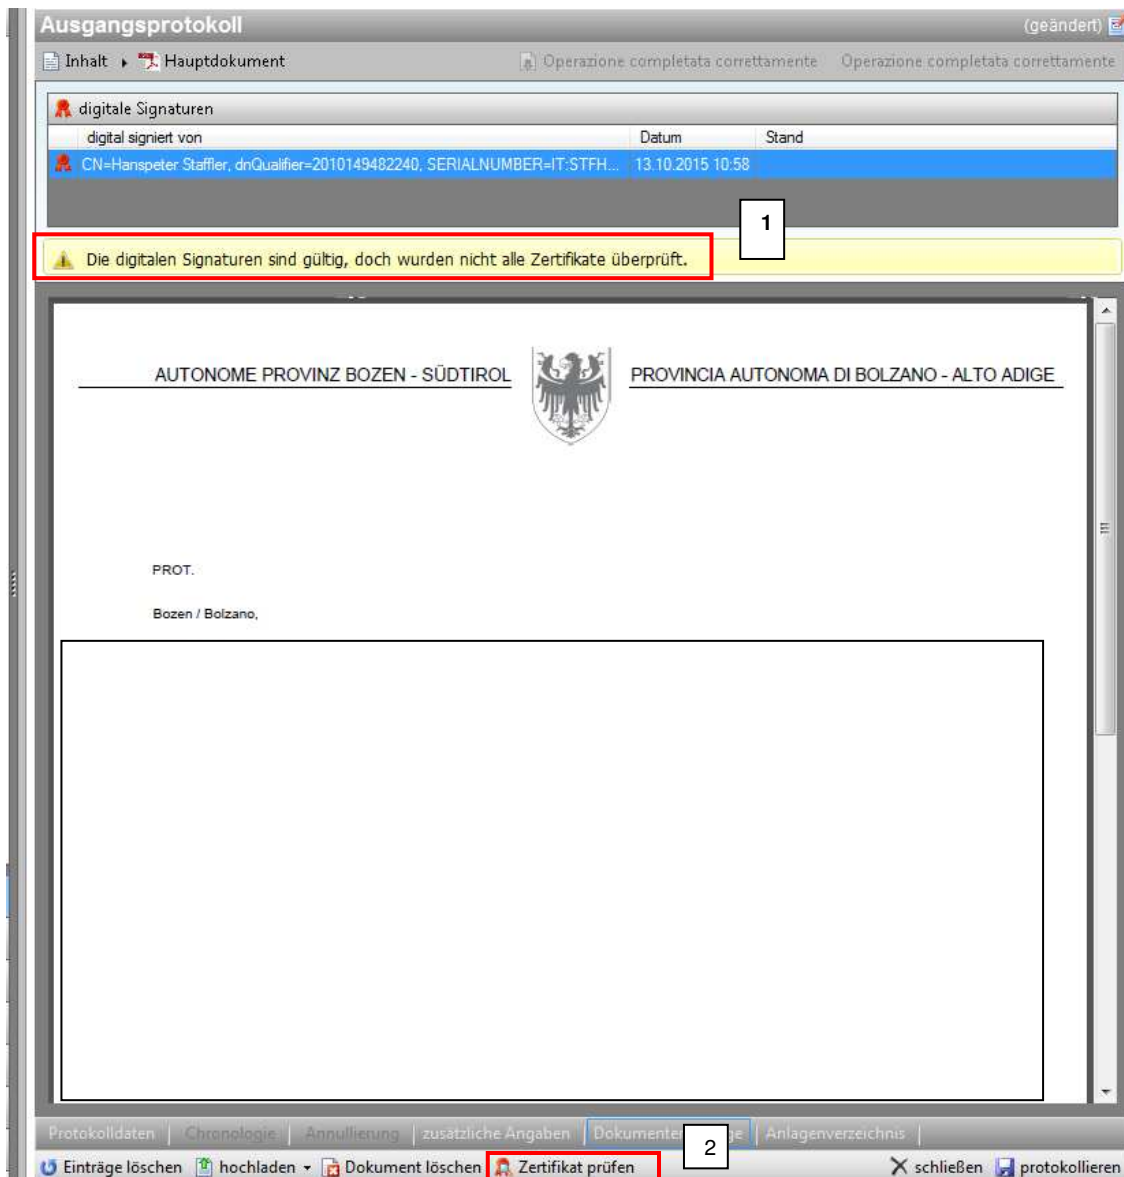 Ausgangsprotokoll (geändert)
Inhalt Hauptdokument Operazione completata correttamente Operazione completata correttamente
digitale Signaturen
digital signiert von Datum Stand
CN=Hanspeter Staffler, dnQualifier=2010149482240, SERIALNUMBER=IT:STFH... 13.10.2015 10:58
1
Die digitalen Signaturen sind gültig, doch wurden nicht alle Zertifikate überprüft.
AUTONOME PROVINZ BOZEN - SÜDTIROL PROVINCIA AUTONOMA DI BOLZANO - ALTO ADIGE
PROT.
Bozen / Bolzano,
Protokolldaten Chronologie Annullierung zusätzliche Angaben Anlagenverzeichnis
2
Einträge löschen hochladen Dokument löschen Zertifikat prüfen schließen protokollieren